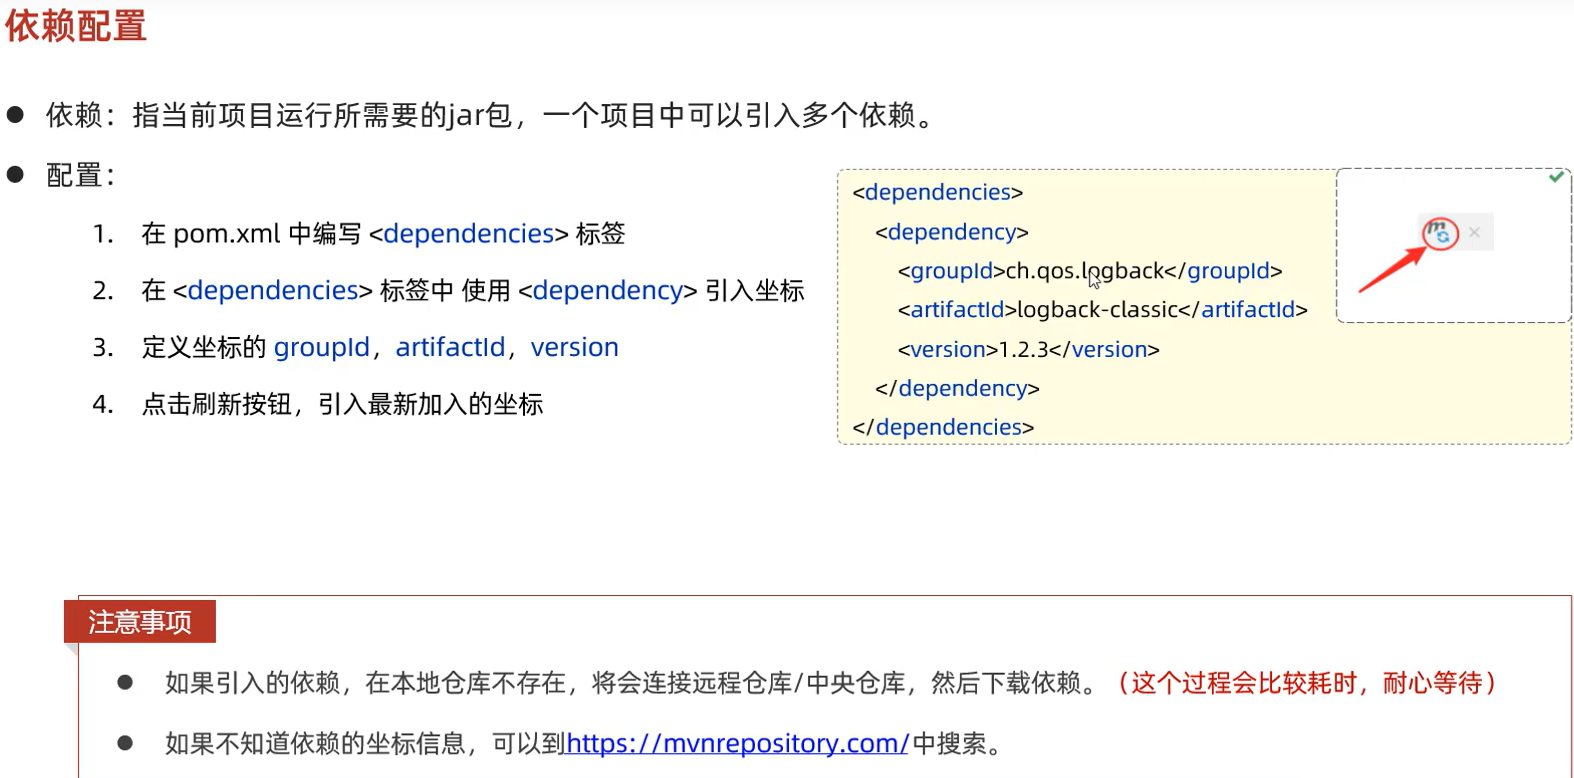 依赖配置
● 依赖：指当前项目运行所需要的jar包，一个项目中可以引入多个依赖。
● 配置：
1. 在 pom.xml 中编写 <dependencies> 标签
2. 在 <dependencies> 标签中 使用 <dependency> 引入坐标
3. 定义坐标的 groupId，artifactId，version
4. 点击刷新按钮，引入最新加入的坐标
<dependencies>
<dependency>
<groupId>ch.qos.logback</groupId>
<artifactId>logback-classic</artifactId>
<version>1.2.3</version>
</dependency>
</dependencies>
m
注意事项
● 如果引入的依赖，在本地仓库不存在，将会连接远程仓库/中央仓库，然后下载依赖。（这个过程会比较耗时，耐心等待）
● 如果不知道依赖的坐标信息，可以到https://mvnrepository.com/中搜索。